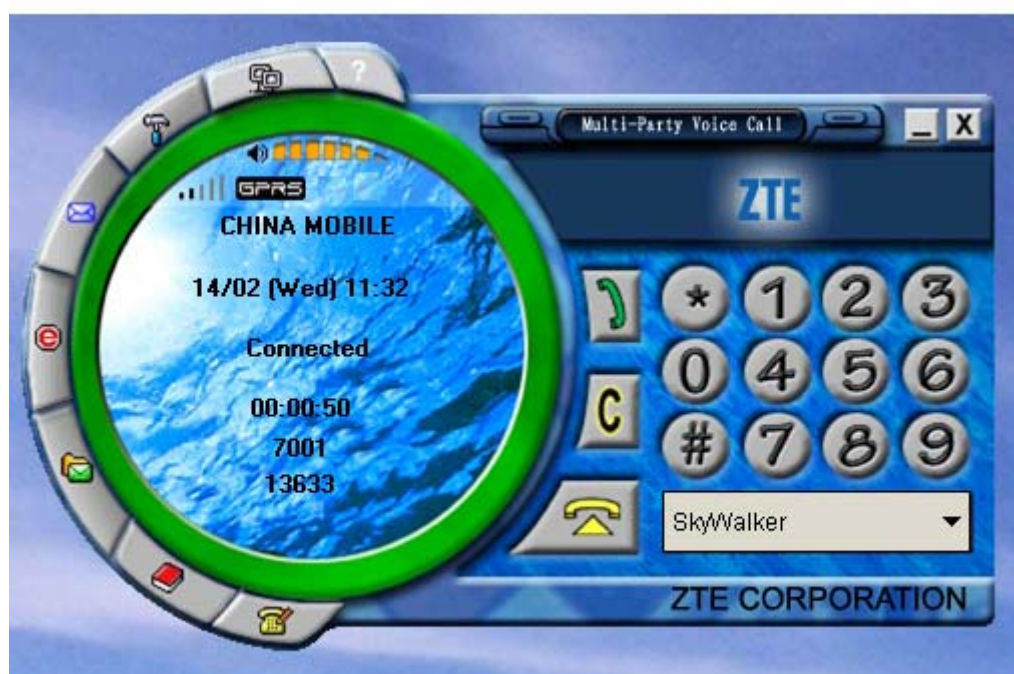 ?
Multi-Party Voice Call
_ X
ZTE
GPRS
CHINA MOBILE
14/02 (Wed) 11:32
Connected
00:00:50
7001
13633
e
* 1 2 3
0 4 5 6
C
# 7 8 9
SkyWalker
ZTE CORPORATION